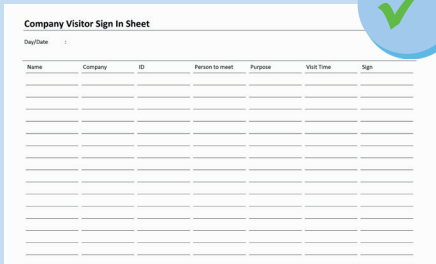 Company Visitor Sign In Sheet
Day/Date :
Name Company ID Person to meet Purpose Visit Time Sign